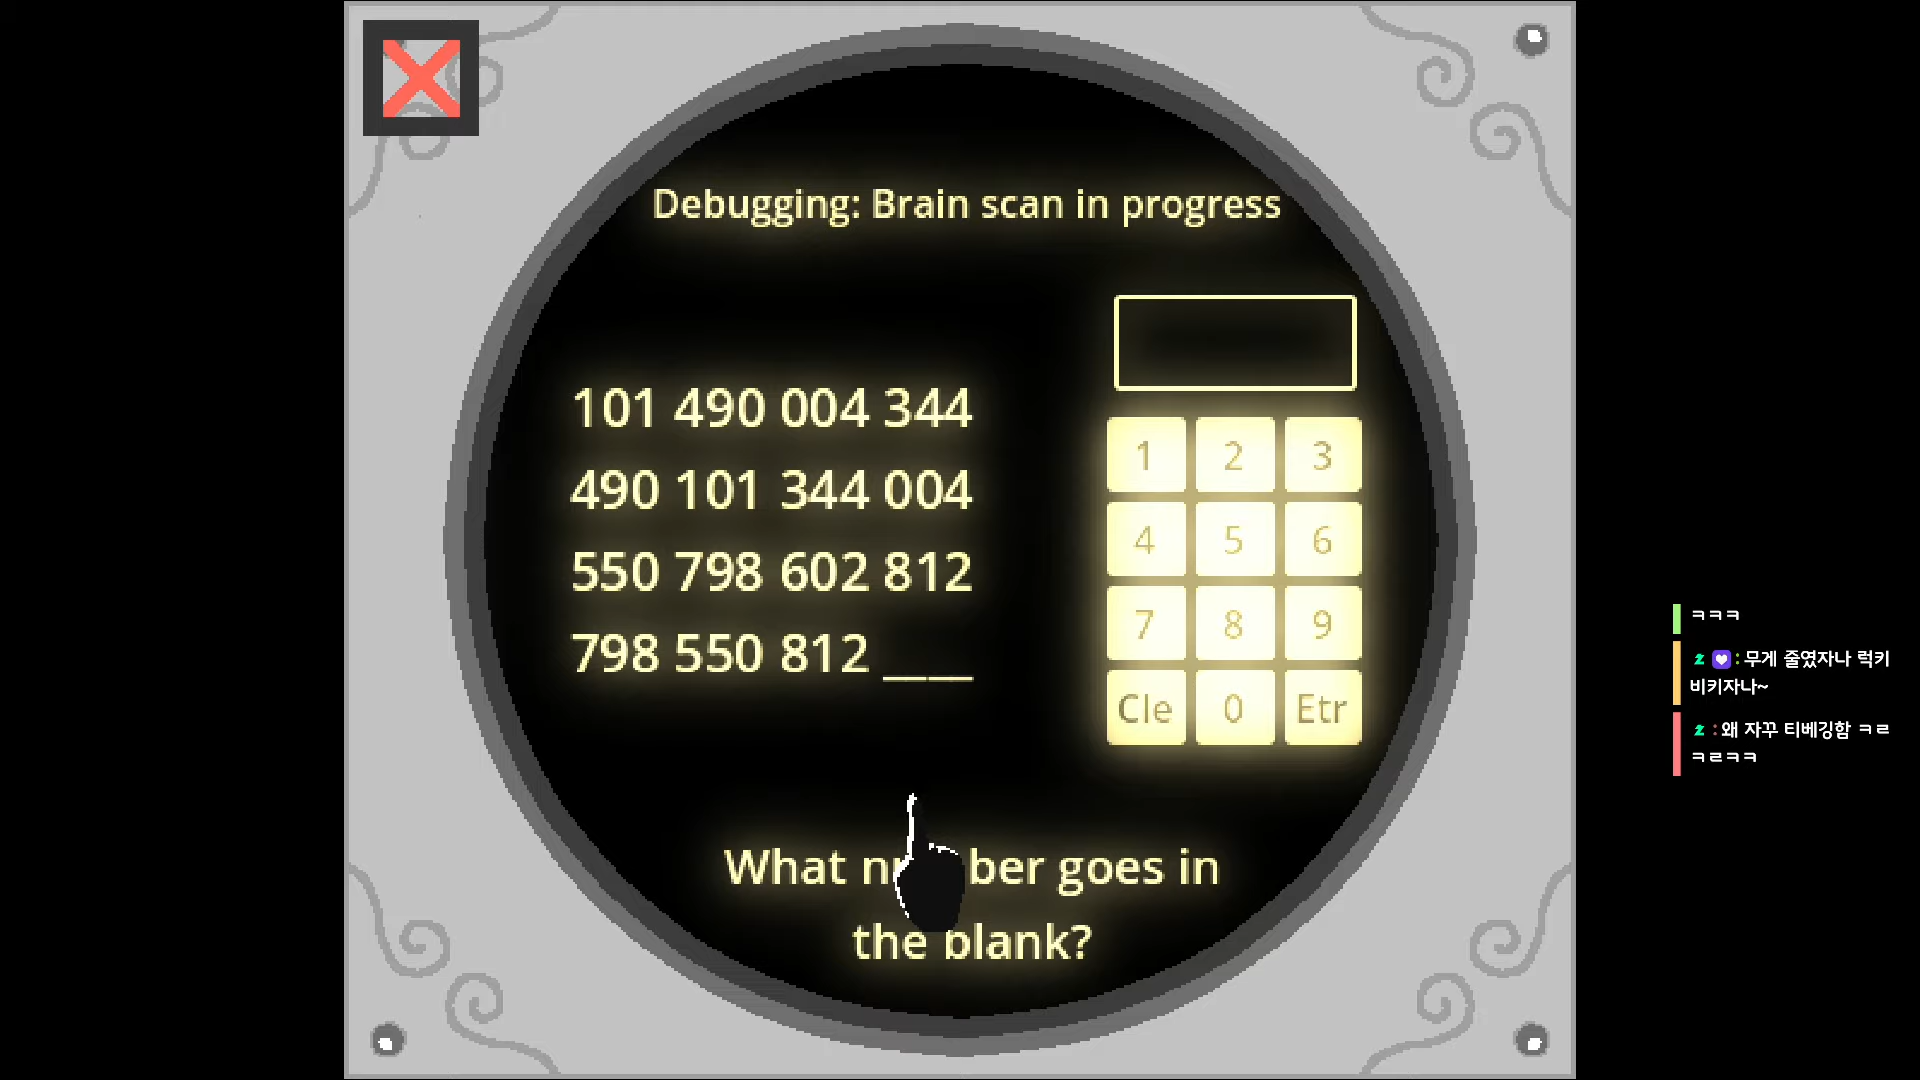 Debugging: Brain scan in progress
101 490 004 344
490 101 344 004
550 798 602 812
798 550 812 ____
1 2 3
4 5 6
7 8 9
Cle 0 Etr
What n ber goes in
the blank?
ㅋㅋㅋ
: 무게 줄였자나 럭키
비키자나~
: 왜 자꾸 티베깅함 ㅋㄹ
ㅋㄹㅋㅋ